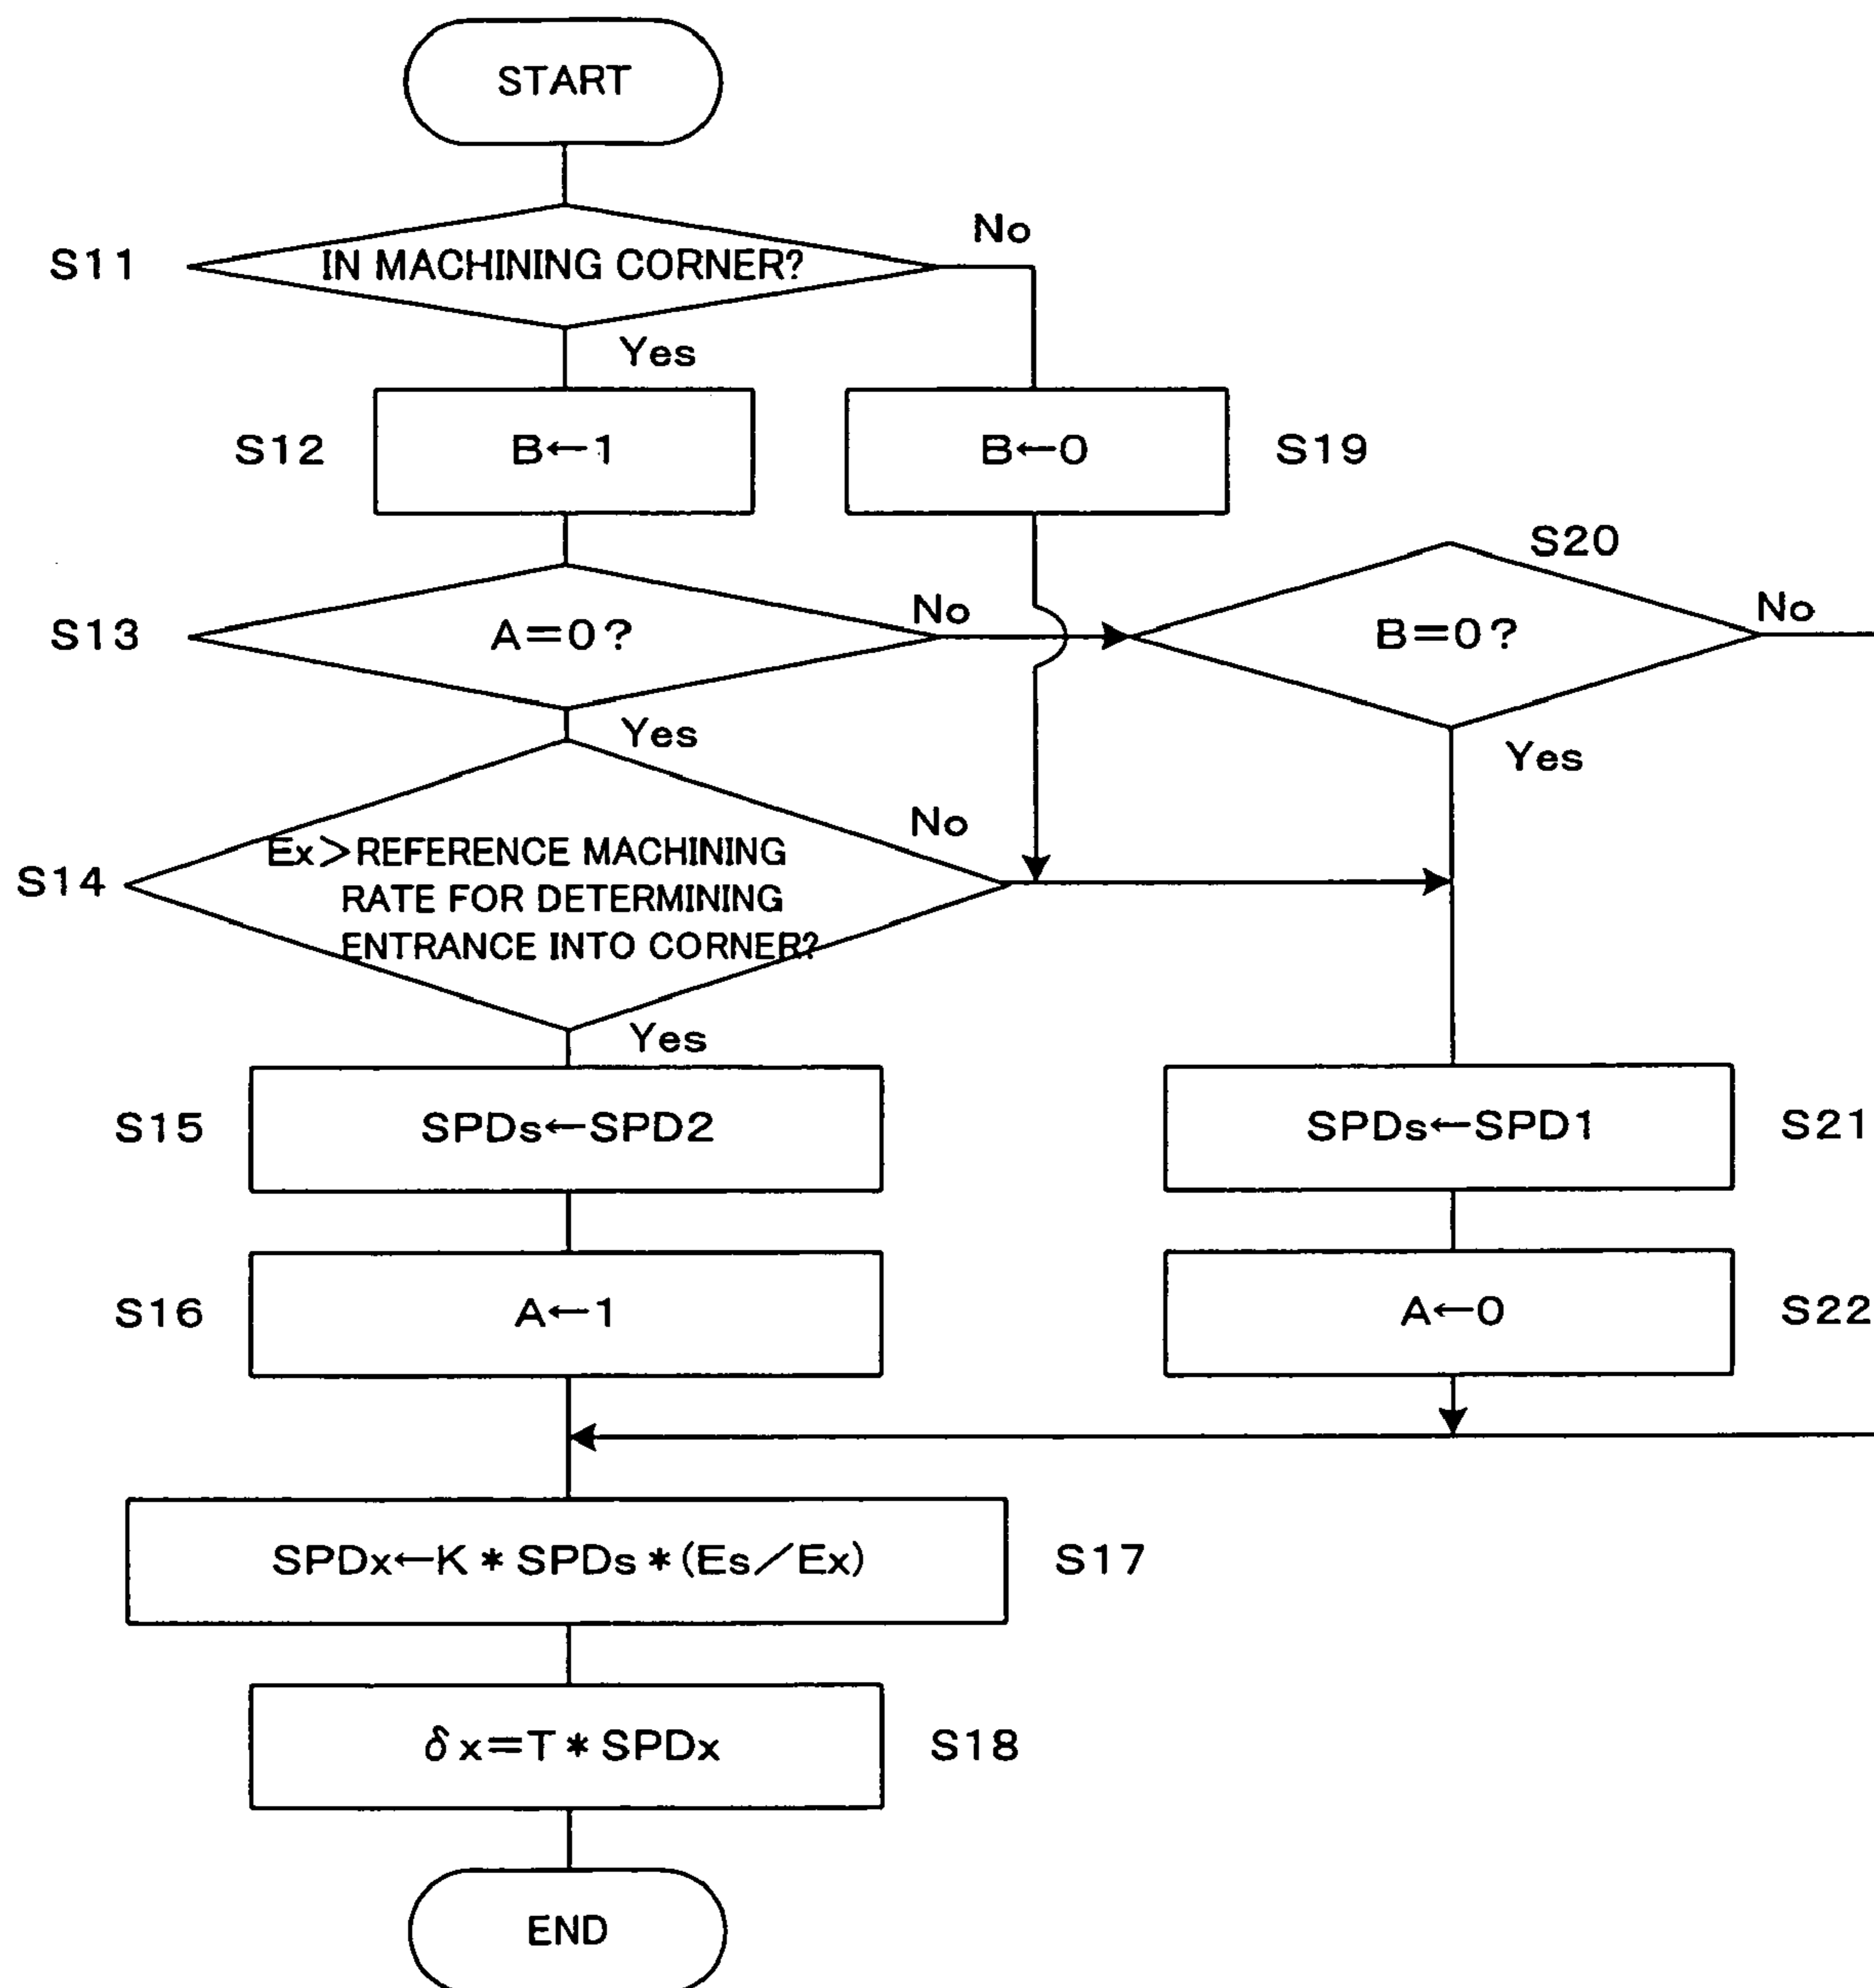 START
S11
IN MACHINING CORNER?
No
Yes
S12
B←1
B←0
S19
S13
A=0?
No
S20
B=0?
No
Yes
Yes
S14
Ex>REFERENCE MACHINING
RATE FOR DETERMINING
ENTRANCE INTO CORNER?
No
Yes
S15
SPDs←SPD2
SPDs←SPD1
S21
S16
A←1
A←0
S22
SPDx←K*SPDs*(Es/Ex)
S17
δx=T*SPDx
S18
END